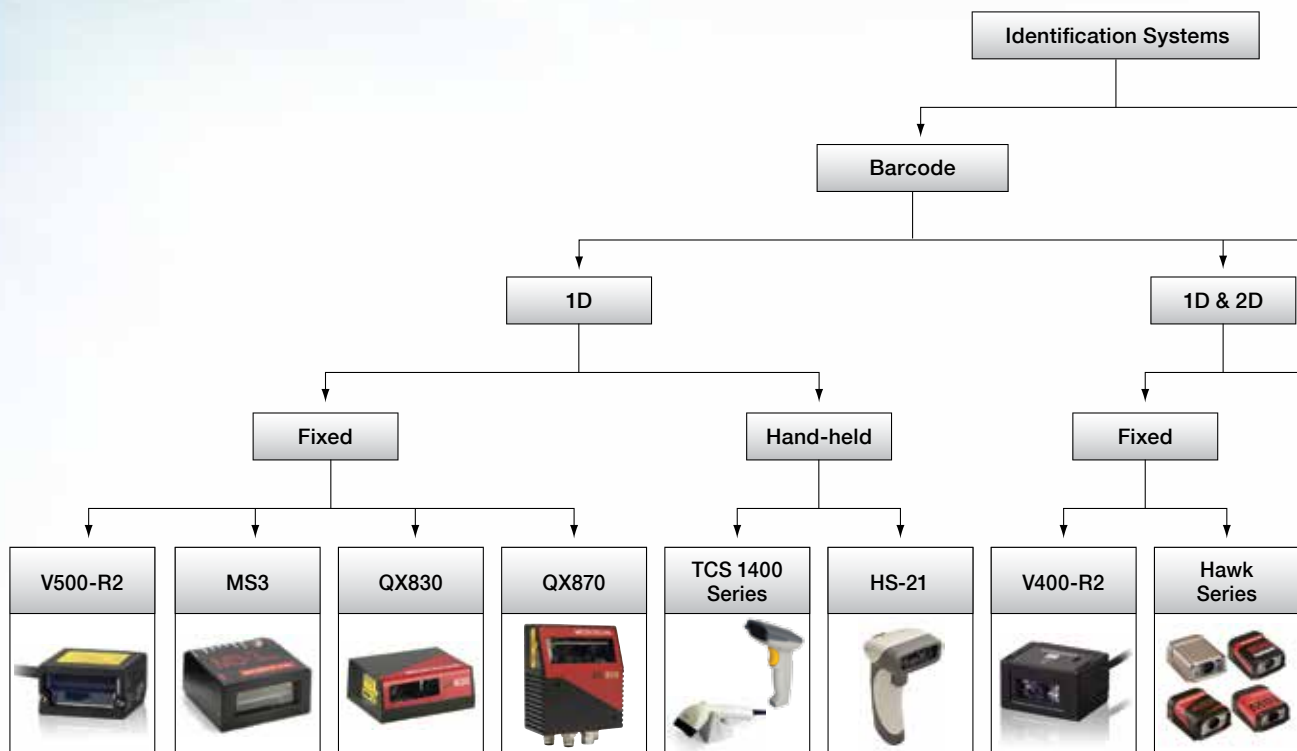 Identification Systems
Barcode
1D
1D & 2D
Fixed
Hand-held
Fixed
V500-R2
MS3
QX830
QX870
TCS 1400
Series
HS-21
V400-R2
Hawk
Series